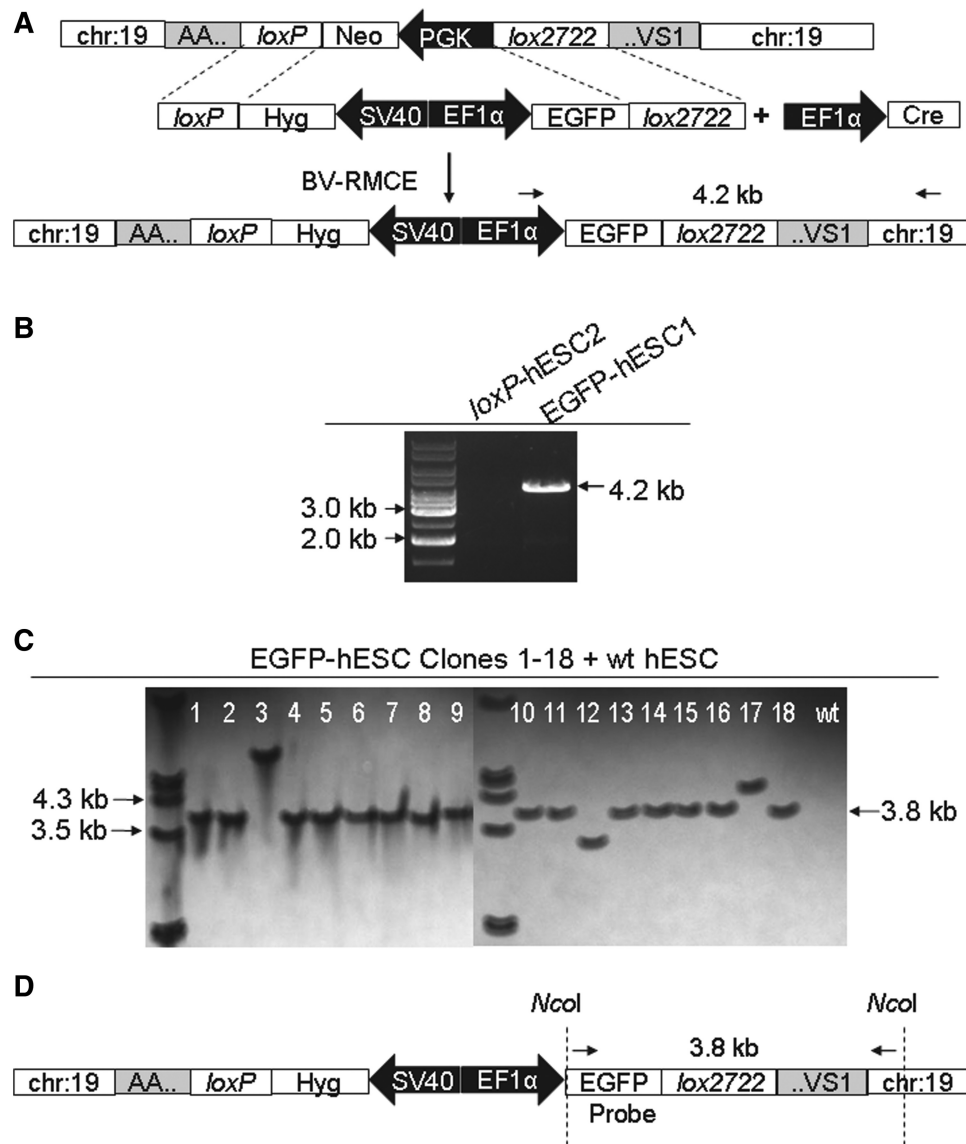 A
chr:19 AA.. loxP Neo PGK lox2722 ..VS1 chr:19
loxP Hyg SV40 EF1α EGFP lox2722 + EF1α Cre
BV-RMCE 4.2 kb
chr:19 AA.. loxP Hyg SV40 EF1α EGFP lox2722 ..VS1 chr:19
B
loxP-hESC2 EGFP-hESC1
4.2 kb
3.0 kb
2.0 kb
C
EGFP-hESC Clones 1-18 + wt hESC
1 2 3 4 5 6 7 8 9 10 11 12 13 14 15 16 17 18 wt
4.3 kb
3.8 kb
3.5 kb
D
NcoI NcoI
3.8 kb
chr:19 AA.. loxP Hyg SV40 EF1α EGFP lox2722 ..VS1 chr:19
Probe